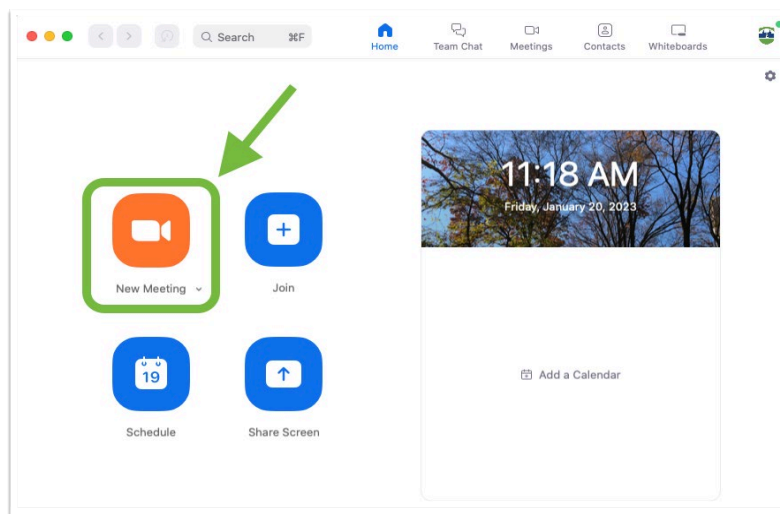 Search ⌘F
Home
Team Chat
Meetings
Contacts
Whiteboards
11:18 AM
Friday, January 20, 2023
New Meeting
Join
19
Add a Calendar
Schedule
Share Screen